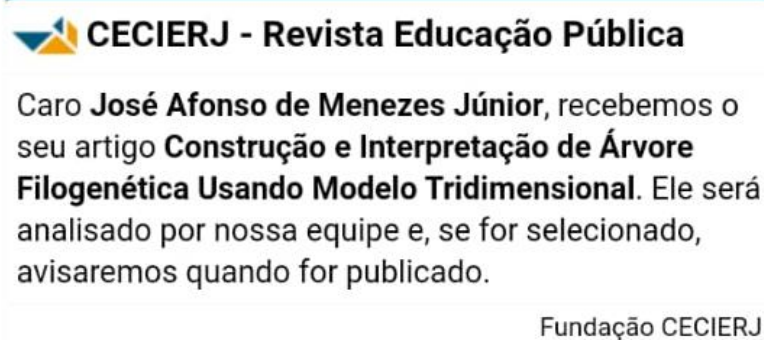 CECIERJ - Revista Educação Pública
Caro José Afonso de Menezes Júnior, recebemos o
seu artigo Construção e Interpretação de Árvore
Filogenética Usando Modelo Tridimensional. Ele será
analisado por nossa equipe e, se for selecionado,
avisaremos quando for publicado.
Fundação CECIERJ